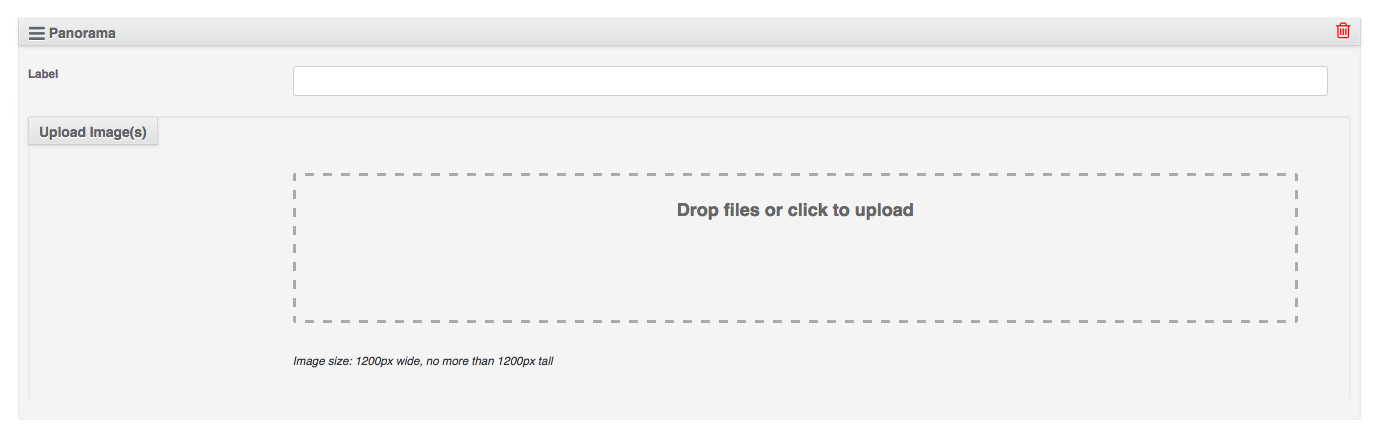 Panorama
Label
Upload Image(s)
Drop files or click to upload
Image size: 1200px wide, no more than 1200px tall